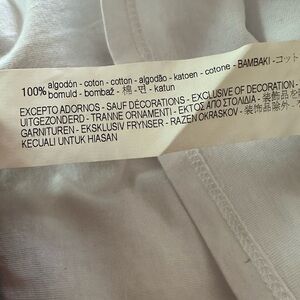 100% algodón - coton - cotton - algodão - katoen - cotone - ΒΑΜΒΑΚΙ - コット
bomuld - bombaž - 棉 - 면 - katun
EXCEPTO ADORNOS - SAUF DÉCORATIONS - EXCLUSIVE OF DECORATION -
UITGEZONDERD - TRANNE ORNAMENTI - ΕΚΤΟΣ ΑΠΟ ΣΤΟΛΙΔΙΑ - 装飾品を
GARNITUREN - EKSKLUSIV FRYNSER - RAZEN OKRASKOV - 装饰品除外 -
KECUALI UNTUK HIASAN